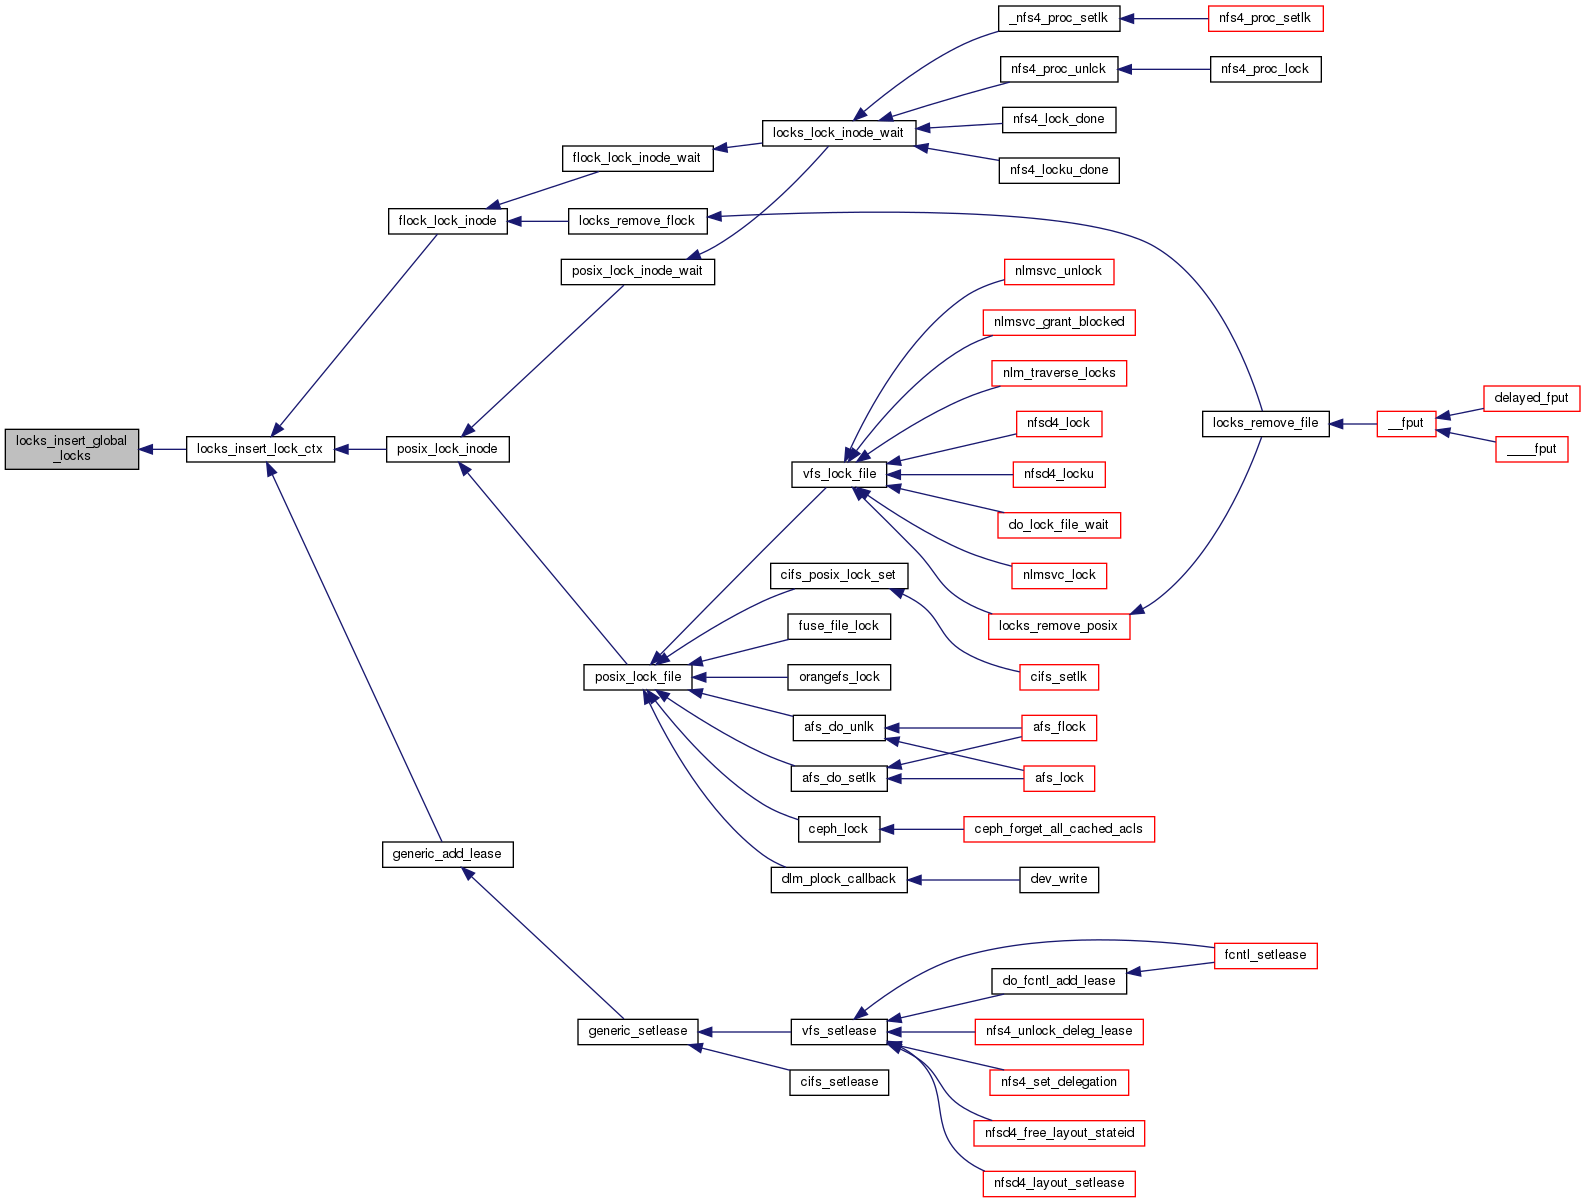 _nfs4_proc_setlk
nfs4_proc_setlk
nfs4_proc_unlck
nfs4_proc_lock
nfs4_lock_done
locks_lock_inode_wait
flock_lock_inode_wait
nfs4_locku_done
flock_lock_inode
locks_remove_flock
posix_lock_inode_wait
nlmsvc_unlock
nlmsvc_grant_blocked
nlm_traverse_locks
delayed_fput
nfsd4_lock
locks_remove_file
__fput
locks_insert_global
_locks
locks_insert_lock_ctx
posix_lock_inode
____fput
vfs_lock_file
nfsd4_locku
do_lock_file_wait
cifs_posix_lock_set
nlmsvc_lock
fuse_file_lock
locks_remove_posix
posix_lock_file
orangefs_lock
cifs_setlk
afs_do_unlk
afs_flock
afs_do_setlk
afs_lock
ceph_lock
ceph_forget_all_cached_acls
generic_add_lease
dlm_plock_callback
dev_write
fcntl_setlease
do_fcntl_add_lease
generic_setlease
vfs_setlease
nfs4_unlock_deleg_lease
cifs_setlease
nfs4_set_delegation
nfsd4_free_layout_stateid
nfsd4_layout_setlease